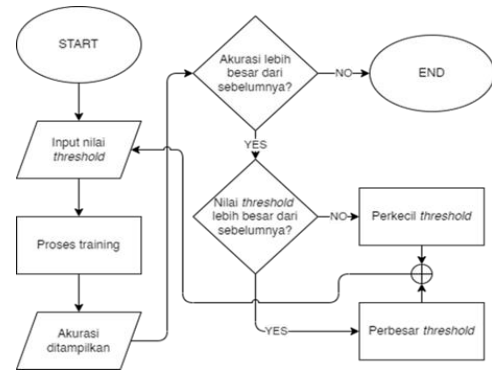 START
Input nilai
threshold
Proses training
Akurasi
ditampilkan
Akurasi lebih
besar dari
sebelumnya?
NO
END
YES
Nilai threshold
lebih besar dari
sebelumnya?
NO
Perkecil threshold
YES
Perbesar threshold